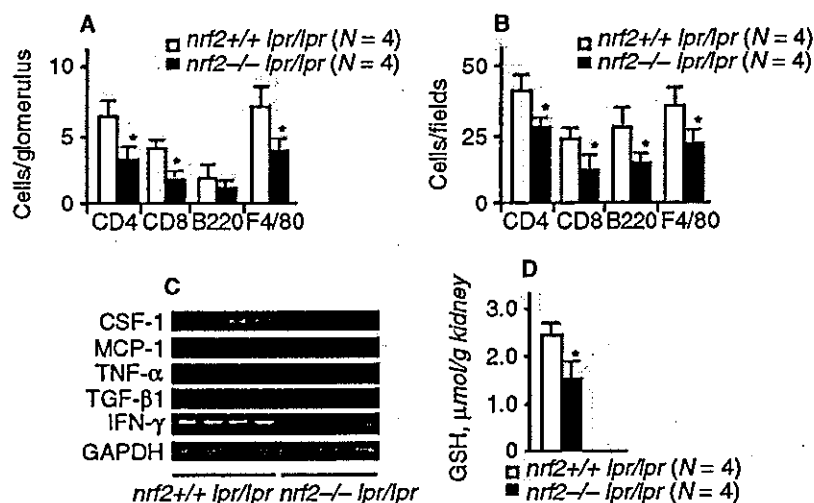 A
nrf2+/+ lpr/lpr (N = 4)
nrf2–/– lpr/lpr (N = 4)
Cells/glomerulus
10
5
0
CD4 CD8 B220 F4/80
*
*
*
B
nrf2+/+ lpr/lpr (N = 4)
nrf2–/– lpr/lpr (N = 4)
Cells/fields
50
25
0
CD4 CD8 B220 F4/80
*
*
*
*
C
CSF-1
MCP-1
TNF-α
TGF-β1
IFN-γ
GAPDH
nrf2+/+ lpr/lpr nrf2–/– lpr/lpr
D
GSH, μmol/g kidney
3.0
2.0
1.0
0
*
nrf2+/+ lpr/lpr (N = 4)
nrf2–/– lpr/lpr (N = 4)